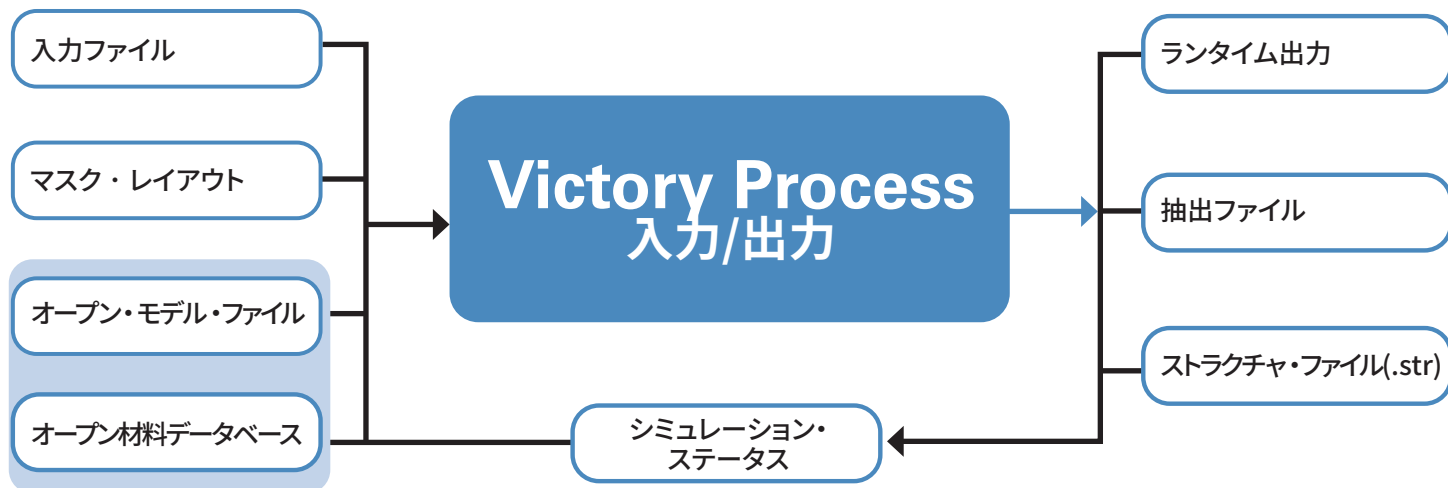 入力ファイル
マスク・レイアウト
オープン・モデル・ファイル
オープン材料データベース
Victory Process
入力/出力
シミュレーション・
ステータス
ランタイム出力
抽出ファイル
ストラクチャ・ファイル(.str)